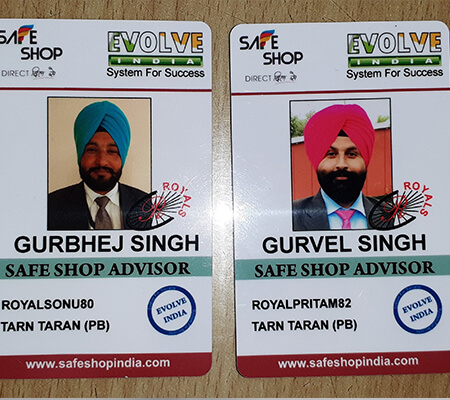 SAFE
SHOP
DIRECT
EVOLVE
INDIA
System For Success
ROYALS
GURBHEJ SINGH
SAFE SHOP ADVISOR
ROYALSONU80
TARN TARAN (PB)
EVOLVE
INDIA
www.safeshopindia.com
SAFE
SHOP
DIRECT
EVOLVE
INDIA
System For Success
ROYALS
GURVEL SINGH
SAFE SHOP ADVISOR
ROYALPRITAM82
TARN TARAN (PB)
EVOLVE
INDIA
www.safeshopindia.com